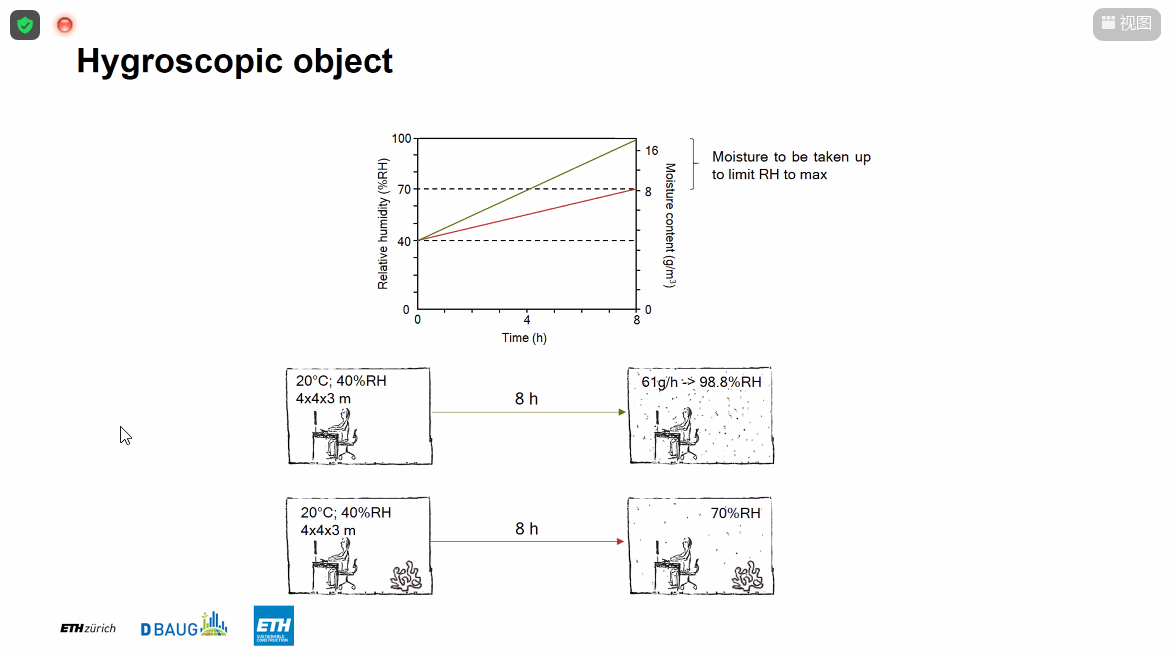 视图
Hygroscopic object
100
70
40
0
Relative humidity (%RH)
0
4
8
Time (h)
16
8
0
Moisture content (g/m³)
Moisture to be taken up
to limit RH to max
20°C; 40%RH
4x4x3 m
8 h
61g/h -> 98.8%RH
20°C; 40%RH
4x4x3 m
8 h
70%RH
ETH zürich
D BAUG
ETH
SUSTAINABLE
CONSTRUCTION